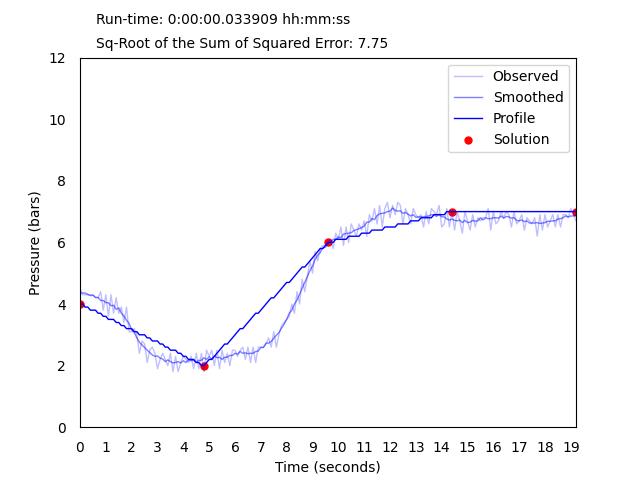 Run-time: 0:00:00.033909 hh:mm:ss
Sq-Root of the Sum of Squared Error: 7.75
12
10
8
6
4
2
0
Pressure (bars)
Observed
Smoothed
Profile
Solution
0 1 2 3 4 5 6 7 8 9 10 11 12 13 14 15 16 17 18 19
Time (seconds)